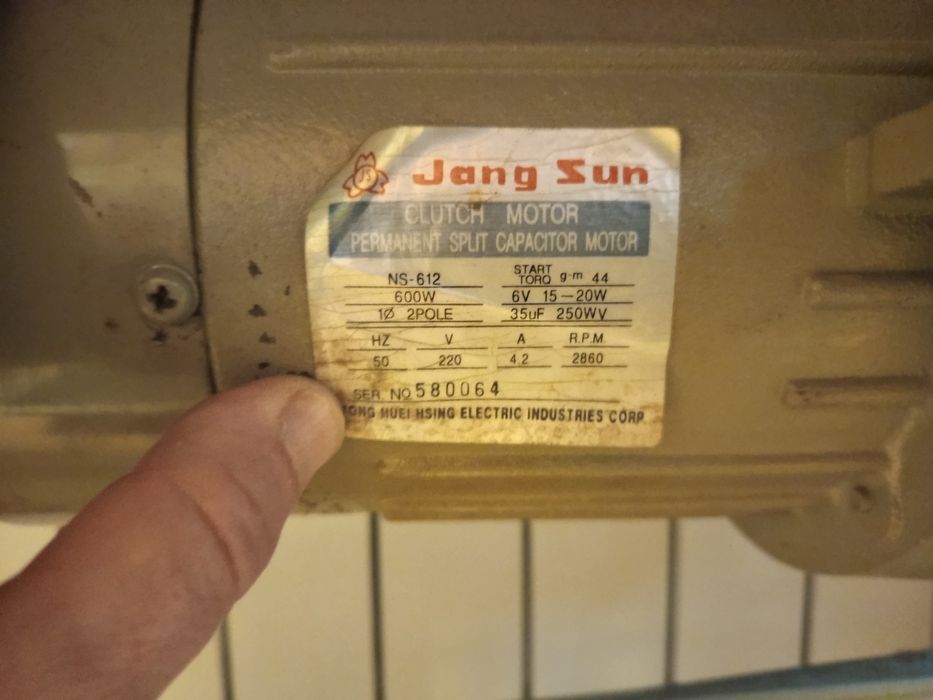 JS
Jang Sun
CLUTCH MOTOR
PERMANENT SPLIT CAPACITOR MOTOR
NS-612 START TORQ g-m 44
600W 6V 15-20W
1Ø 2POLE 35uF 250WV
HZ V A R.P.M.
50 220 4.2 2860
SER. NO. 580064
HUEI HSING ELECTRIC INDUSTRIES CORP.